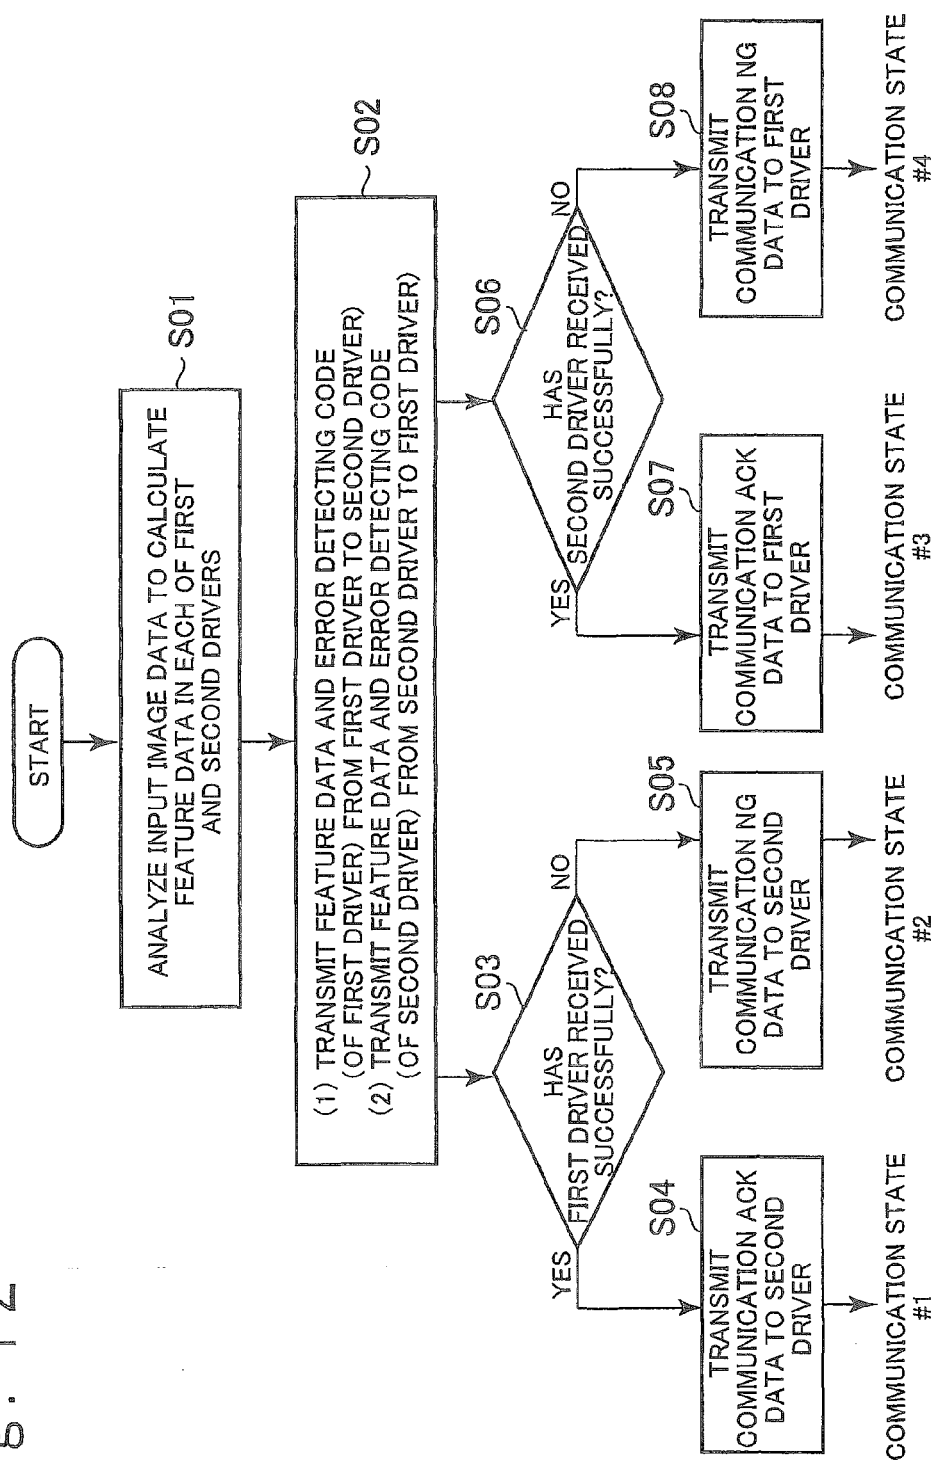 g. 12
START
S01
ANALYZE INPUT IMAGE DATA TO CALCULATE
FEATURE DATA IN EACH OF FIRST
AND SECOND DRIVERS
S02
(1) TRANSMIT FEATURE DATA AND ERROR DETECTING CODE
(OF FIRST DRIVER) FROM FIRST DRIVER TO SECOND DRIVER)
(2) TRANSMIT FEATURE DATA AND ERROR DETECTING CODE
(OF SECOND DRIVER) FROM SECOND DRIVER TO FIRST DRIVER)
S03
HAS
FIRST DRIVER RECEIVED
SUCCESSFULLY?
YES
NO
S06
HAS
SECOND DRIVER RECEIVED
SUCCESSFULLY?
YES
NO
S04
TRANSMIT
COMMUNICATION ACK
DATA TO SECOND
DRIVER
S05
TRANSMIT
COMMUNICATION NG
DATA TO SECOND
DRIVER
S07
TRANSMIT
COMMUNICATION ACK
DATA TO FIRST
DRIVER
S08
TRANSMIT
COMMUNICATION NG
DATA TO FIRST
DRIVER
COMMUNICATION STATE
#1
COMMUNICATION STATE
#2
COMMUNICATION STATE
#3
COMMUNICATION STATE
#4